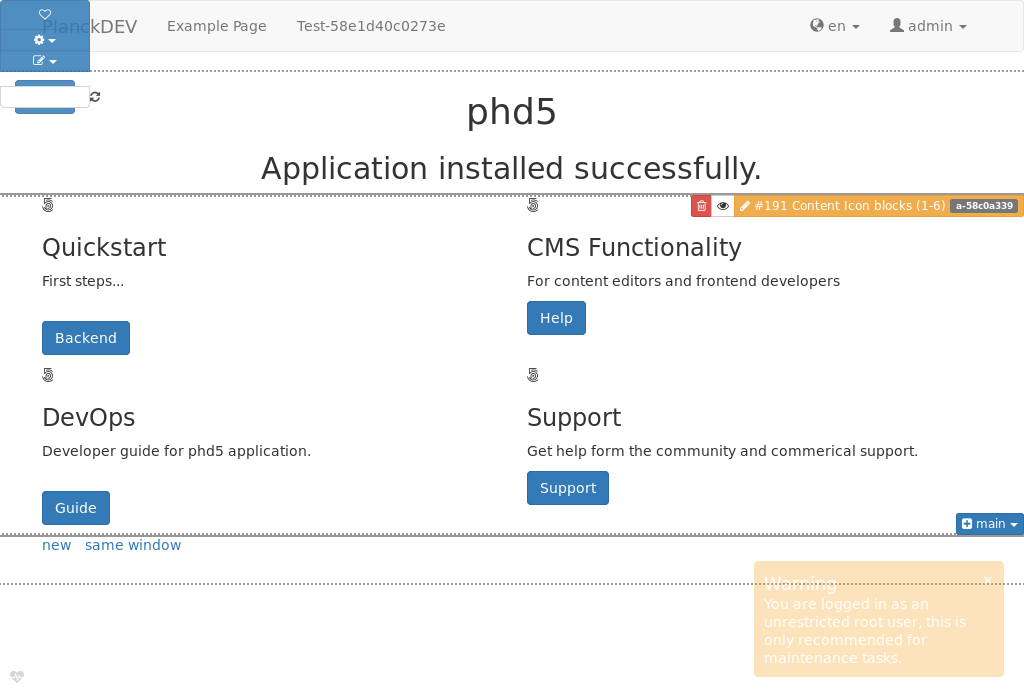 PlanckDEV
Example Page
Test-58e1d40c0273e
en
admin
phd5
Application installed successfully.
#191 Content Icon blocks (1-6) a-58c0a339
Quickstart
First steps...
Backend
CMS Functionality
For content editors and frontend developers
Help
DevOps
Developer guide for phd5 application.
Guide
Support
Get help form the community and commerical support.
Support
main
new same window
Warning
×
You are logged in as an
unrestricted root user, this is
only recommended for
maintenance tasks.